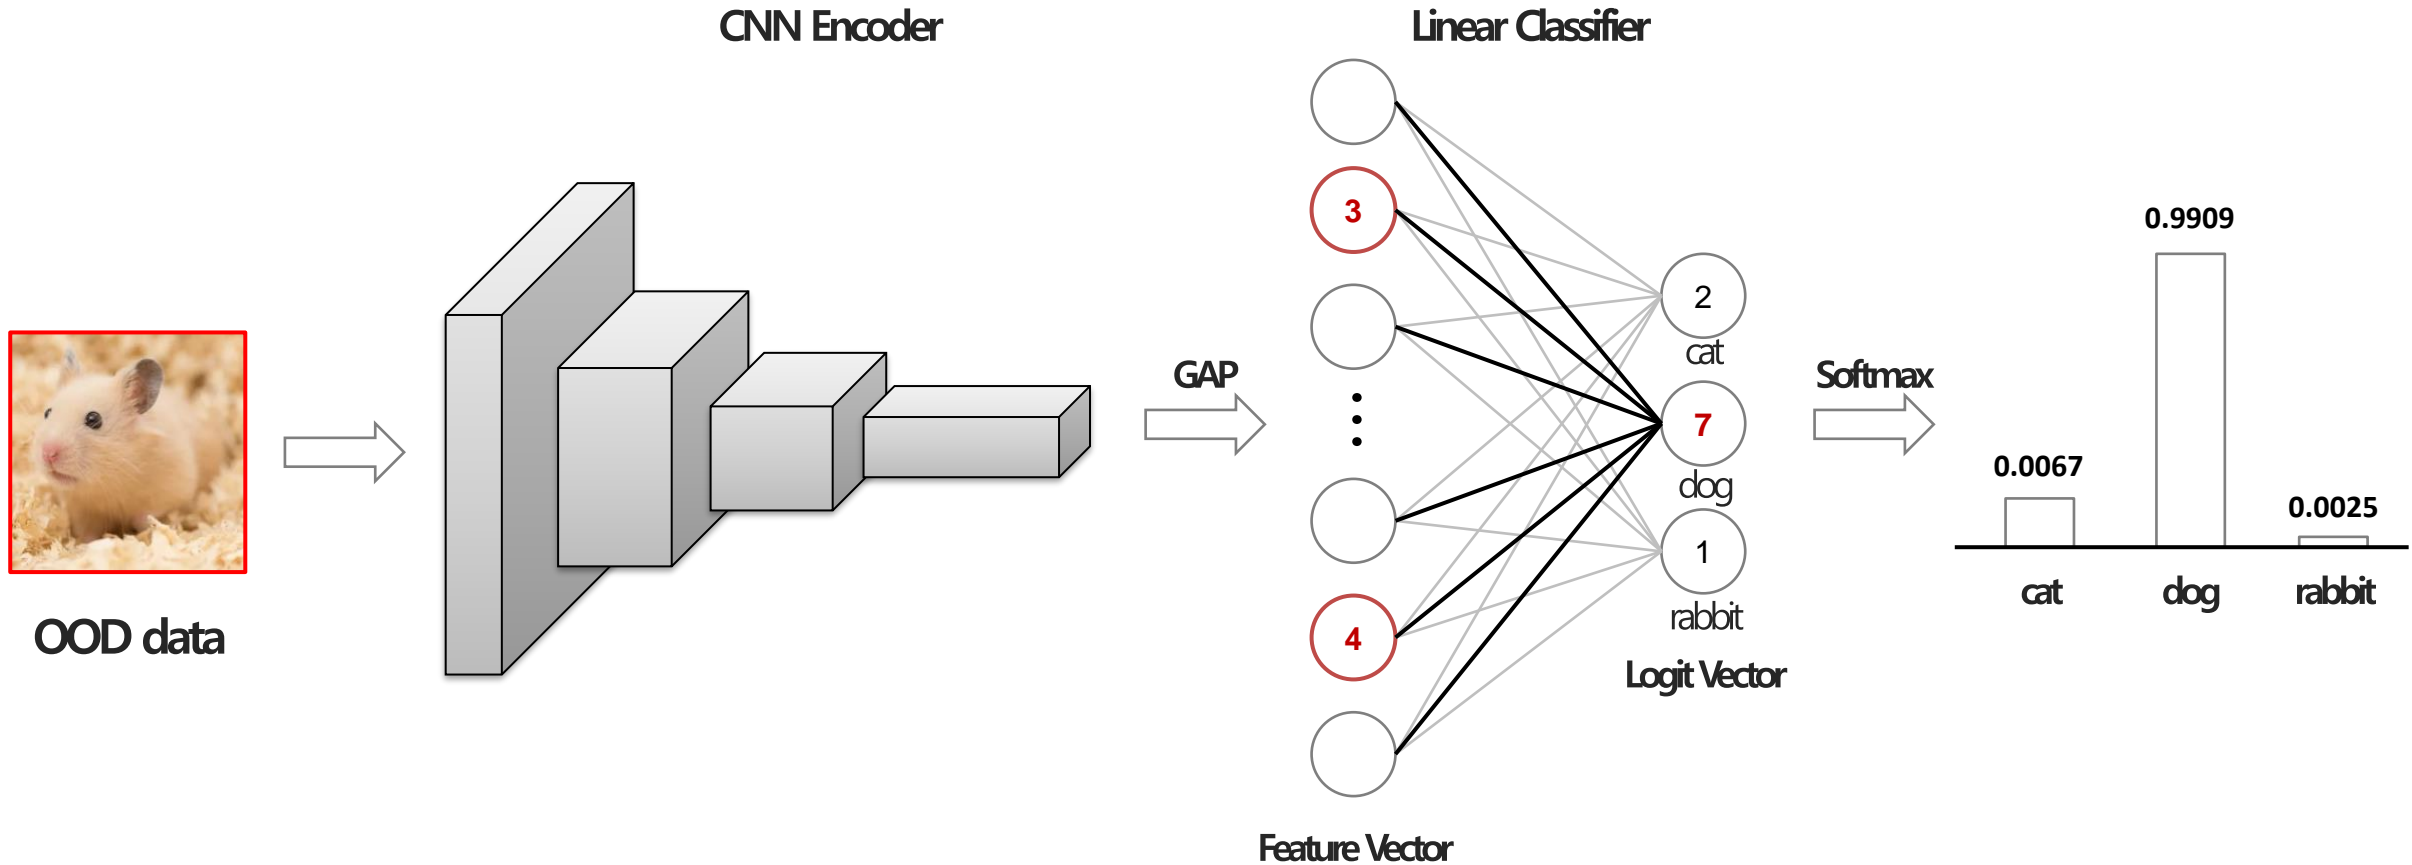 CNN Encoder
Linear Classifier
3
4
2
cat
7
dog
1
rabbit
Logit Vector
Feature Vector
OOD data
GAP
Softmax
0.0067
0.9909
0.0025
cat
dog
rabbit